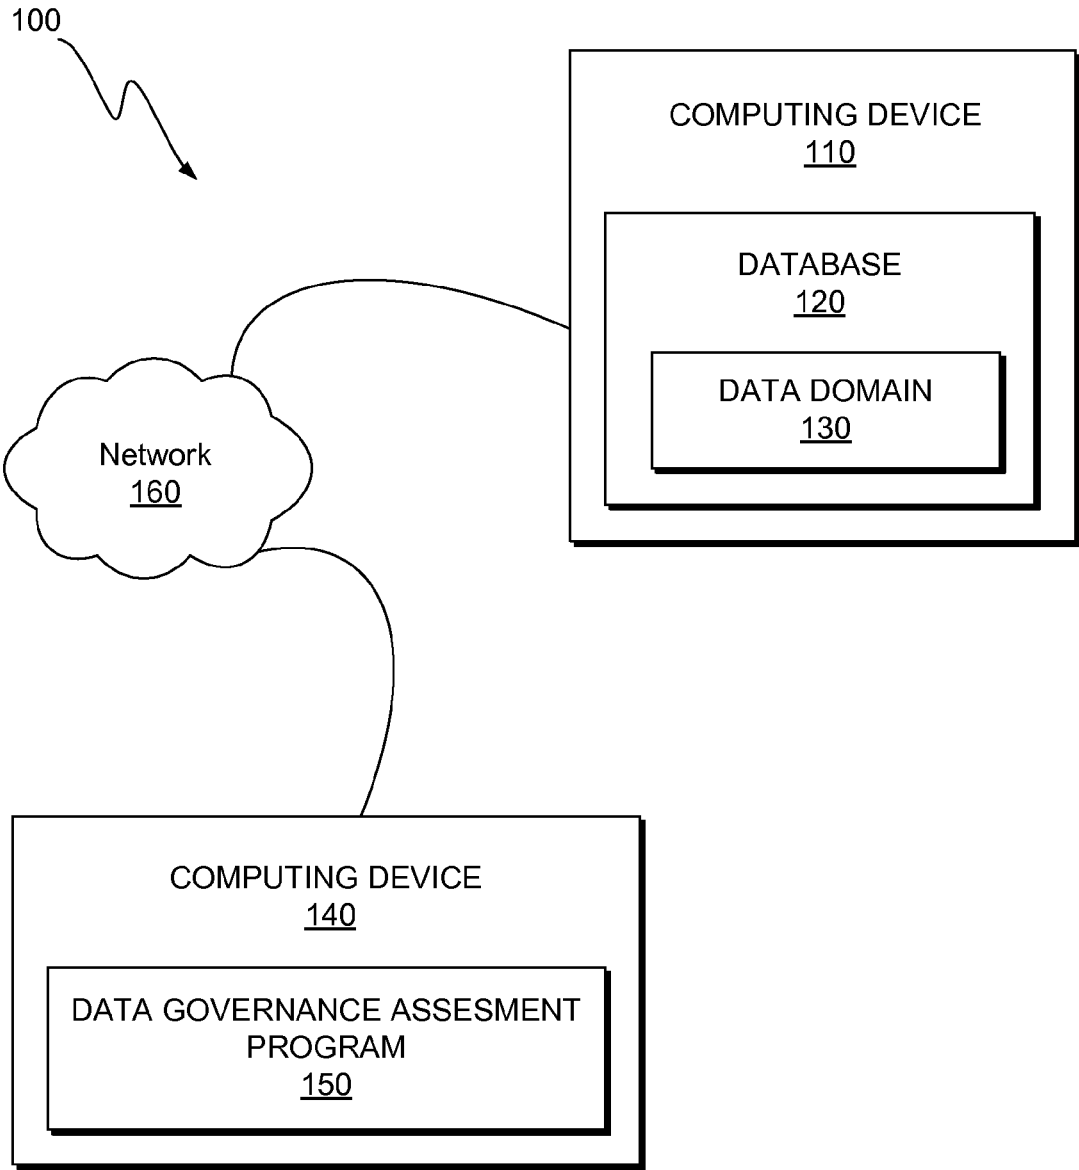 100
COMPUTING DEVICE
110
DATABASE
120
DATA DOMAIN
130
Network
160
COMPUTING DEVICE
140
DATA GOVERNANCE ASSESMENT
PROGRAM
150